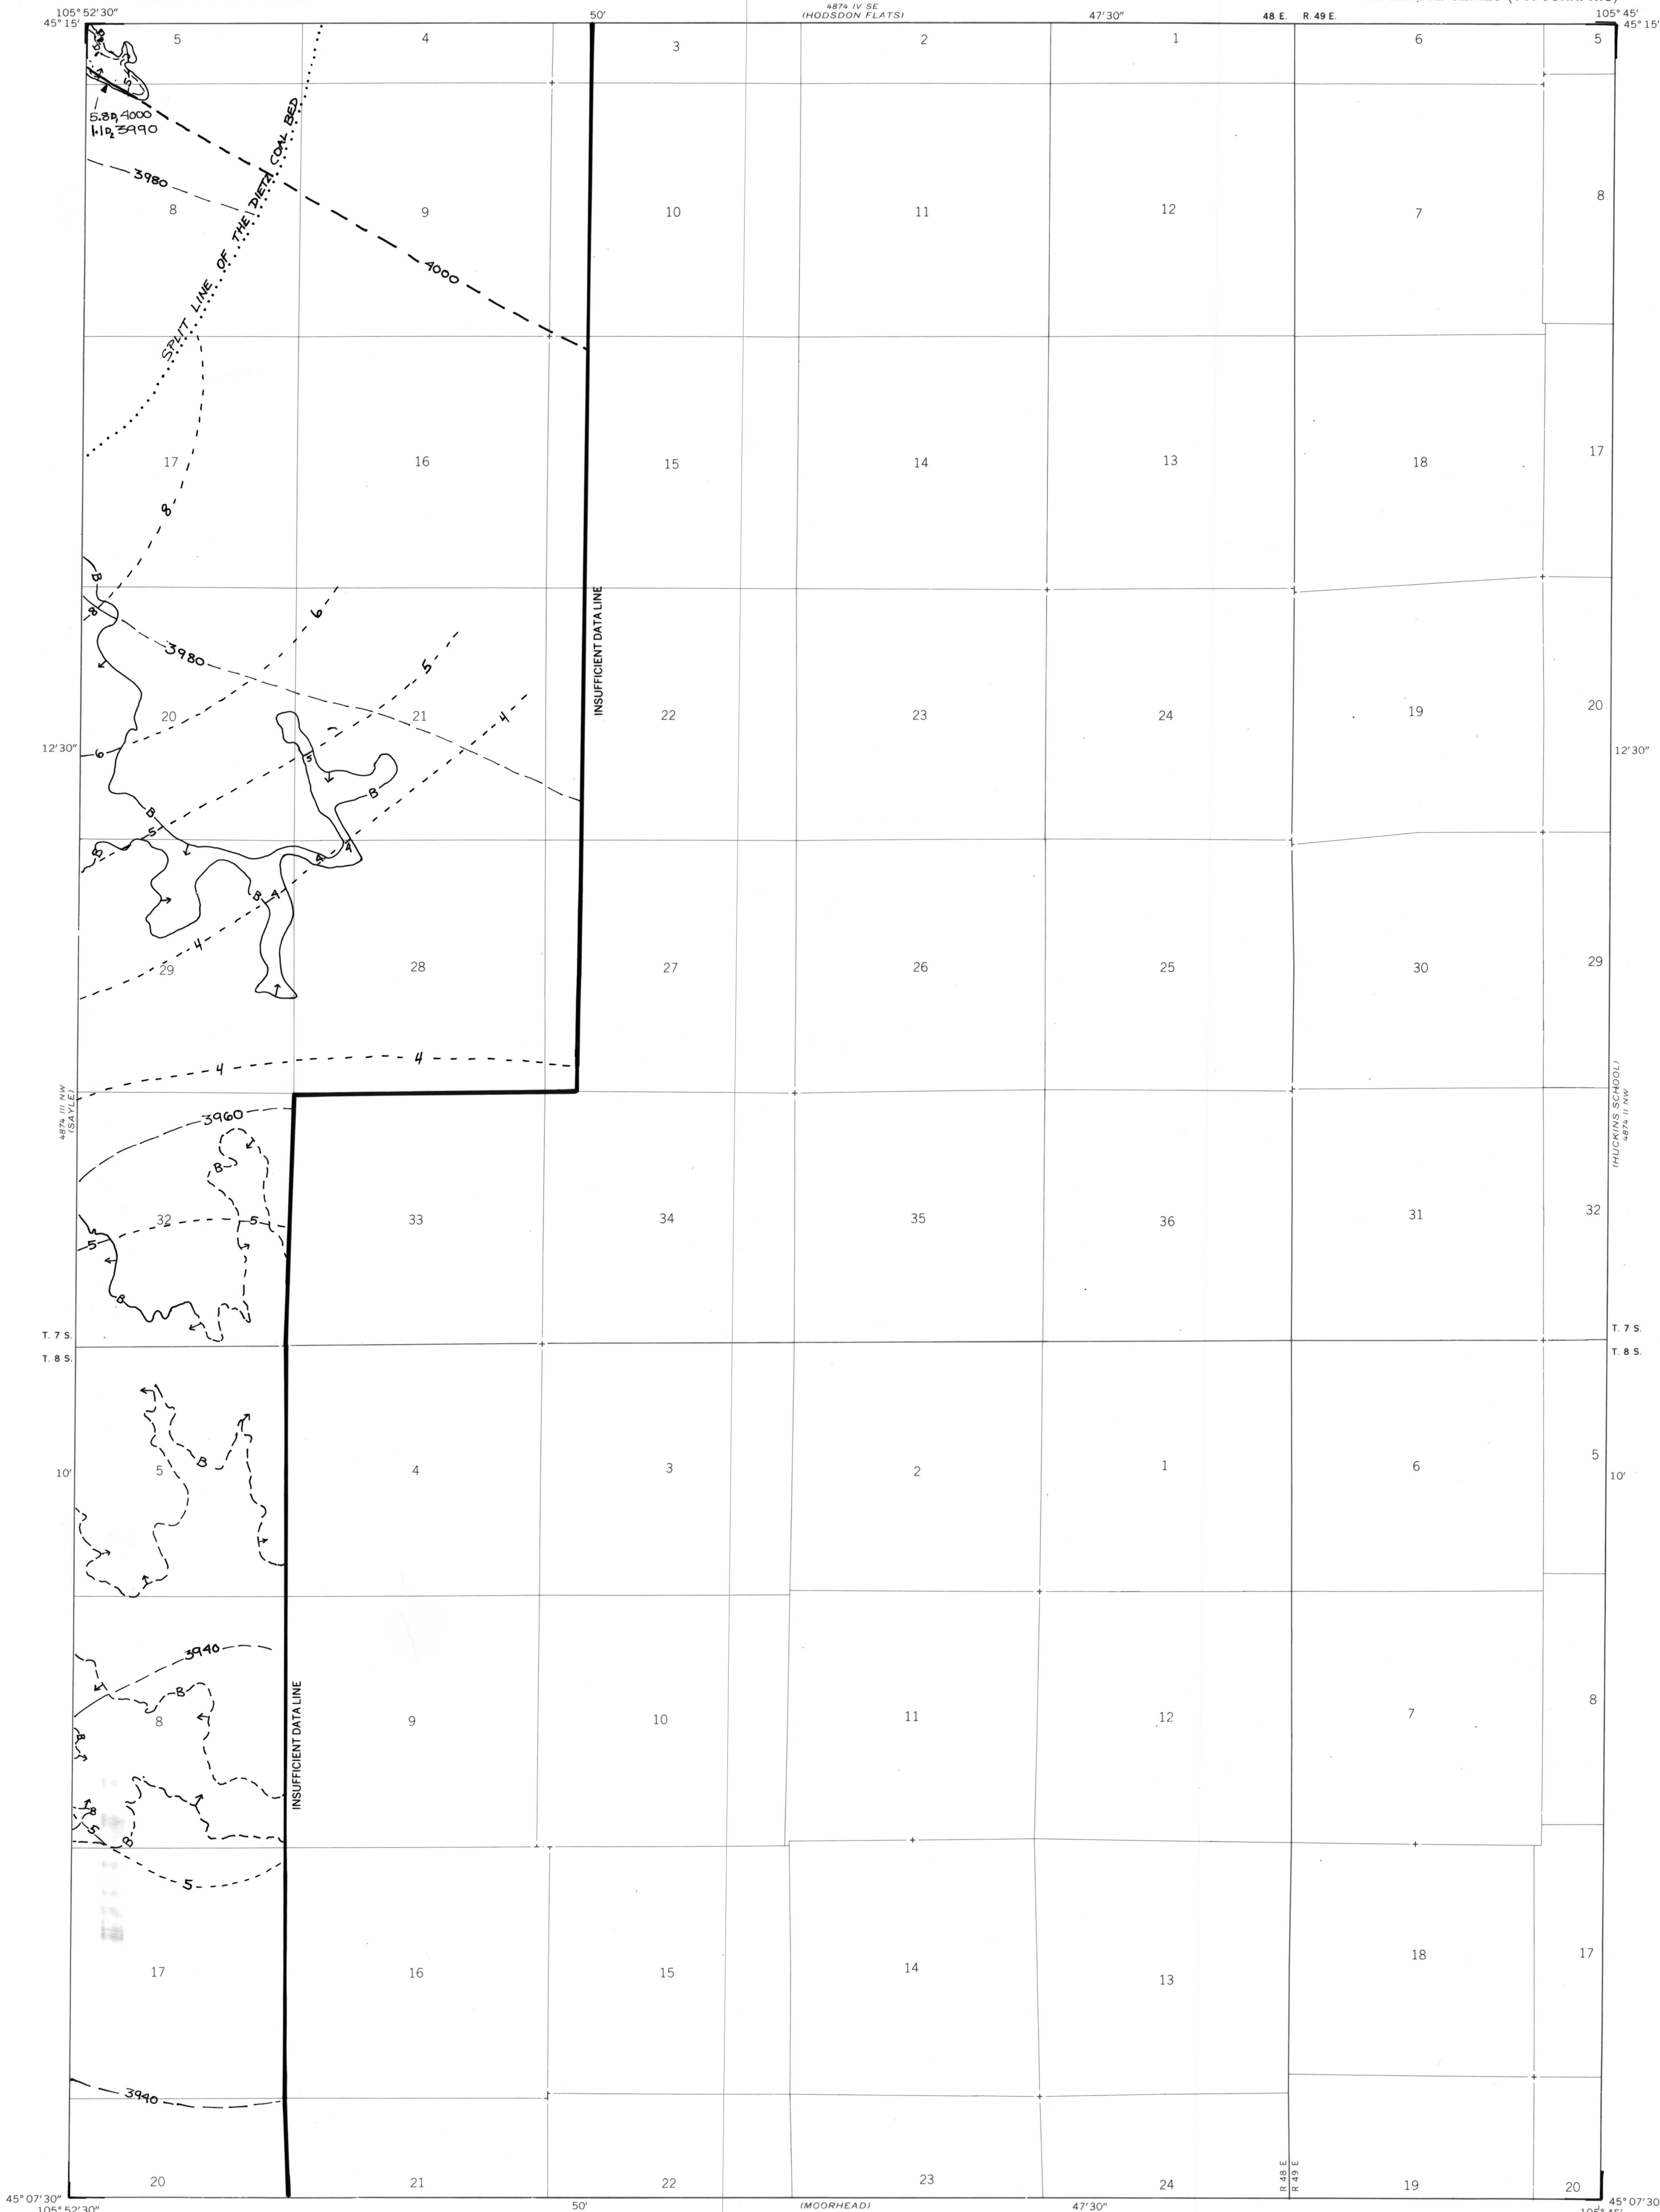 105° 52'30"
45° 15'
50'
4874 IV SE
(HODSDON FLATS)
47'30"
48 E. R. 49 E.
105° 45'
45° 15'
5 4 3 2 1 6 5
5.8D, 4000
1.1D₂ 3990
SPLIT LINE OF THE DIETZ COAL BED
3980
8 9 10 11 12 7 8
4000
17 16 15 14 13 18 17
8
B
8
6
INSUFFICIENT DATA LINE
3980
5
4
20 21 22 23 24 19 20
12'30"
6
5
12'30"
B
B
5
B
4
A
B
A
4
29 28 27 26 25 30 29
4
4
4874 III NW
(SAYLE)
(HUCKINS SCHOOL)
4874 II NW
3960
B
32 33 34 35 36 31 32
5
5
B
T. 7 S.
T. 8 S.
T. 7 S.
T. 8 S.
B
10'
5 4 3 2 1 6 5
10'
3940
B
8 9 10 11 12 7 8
B
INSUFFICIENT DATA LINE
B
5
B
5
17 16 15 14 13 18 17
3940
20 21 22 23 24 19 20
R 48 E
R 49 E
45° 07'30"
105° 52'30"
50'
(MOORHEAD)
47'30"
45° 07'30